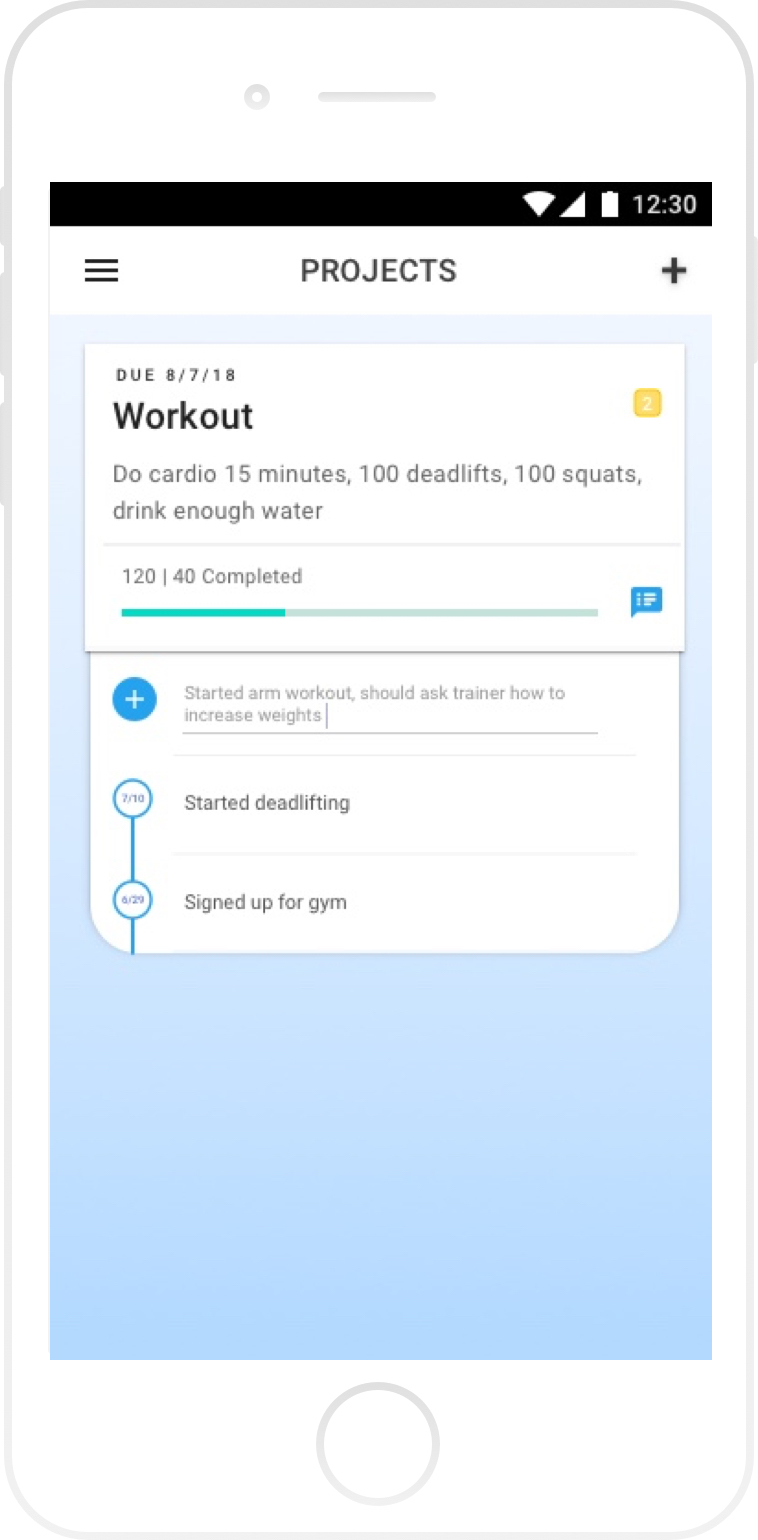 12:30
PROJECTS
DUE 8/7/18
Workout
2
Do cardio 15 minutes, 100 deadlifts, 100 squats,
drink enough water
120 | 40 Completed
Started arm workout, should ask trainer how to
increase weights
7/10
Started deadlifting
6/29
Signed up for gym